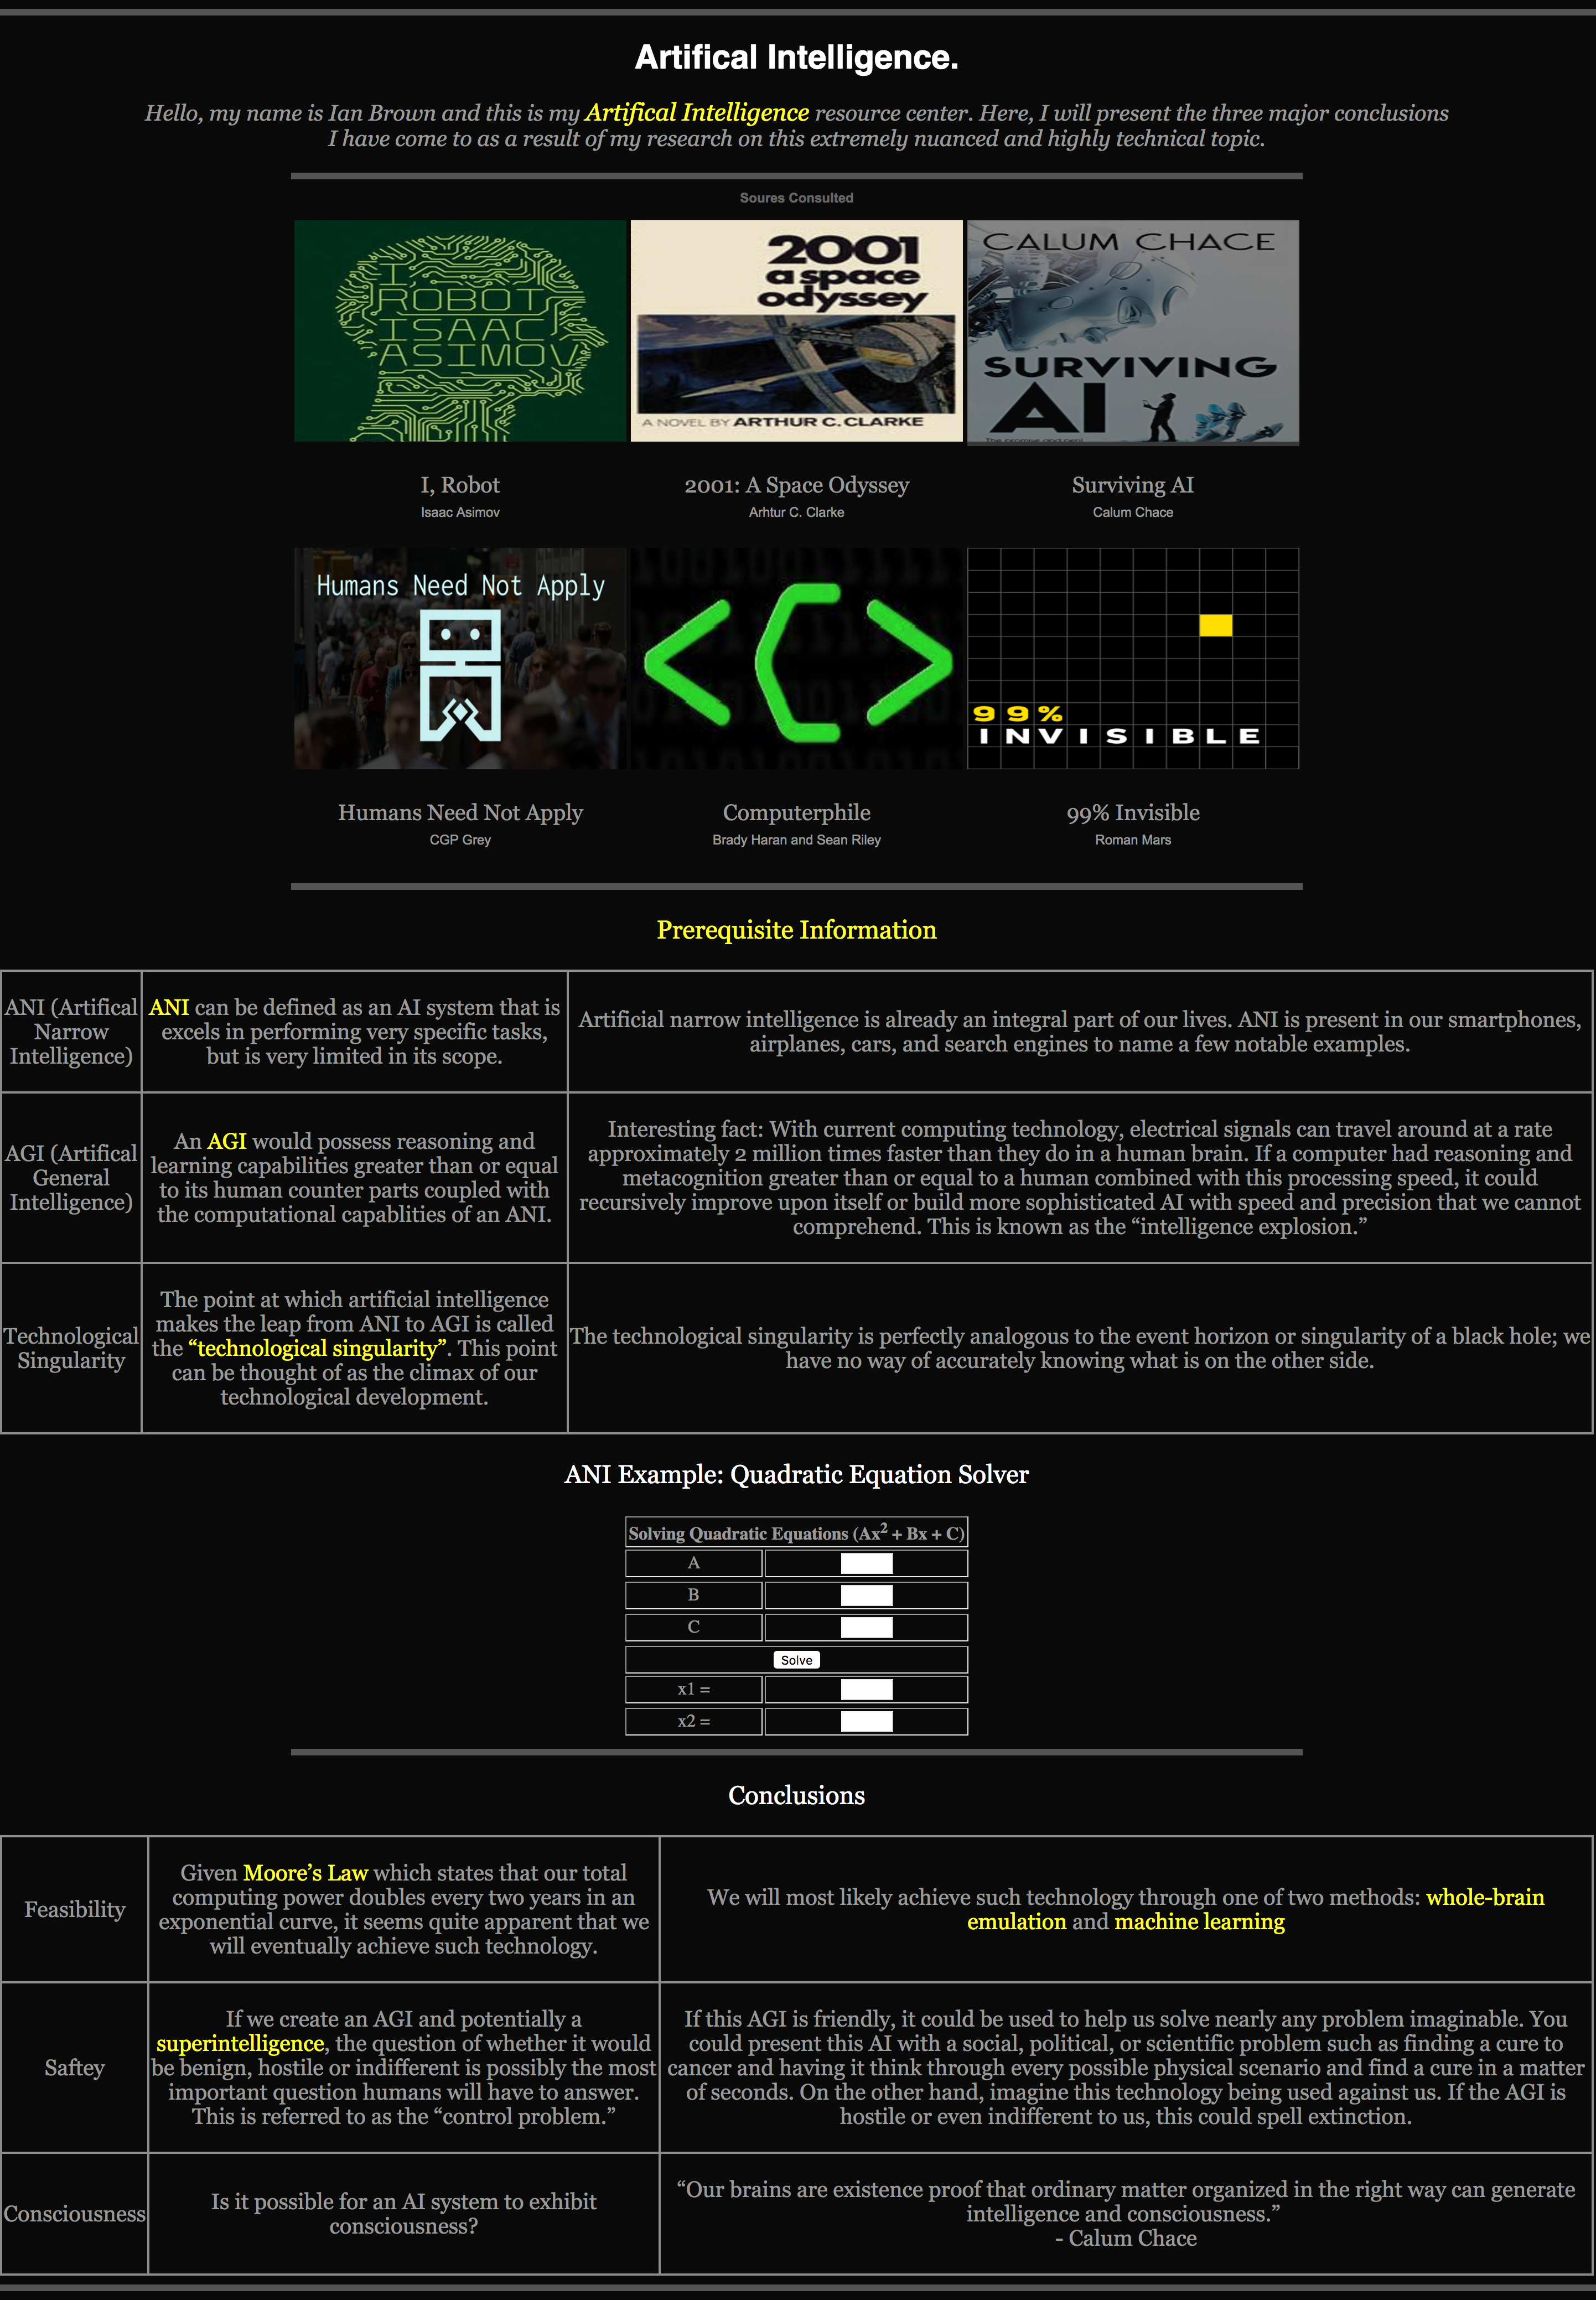 Artifical Intelligence.
Hello, my name is Ian Brown and this is my Artifical Intelligence resource center. Here, I will present the three major conclusions
I have come to as a result of my research on this extremely nuanced and highly technical topic.
Soures Consulted
I,
ROBOT
ISAAC
ASIMOV
2001
a space
odyssey
A NOVEL BY ARTHUR C. CLARKE
CALUM CHACE
SURVIVING
AI
The promise and peril
I, Robot
Isaac Asimov
2001: A Space Odyssey
Arhtur C. Clarke
Surviving AI
Calum Chace
Humans Need Not Apply
<C>
99%
INVISIBLE
Humans Need Not Apply
CGP Grey
Computerphile
Brady Haran and Sean Riley
99% Invisible
Roman Mars
Prerequisite Information
ANI (Artifical
Narrow
Intelligence)
ANI can be defined as an AI system that is
excels in performing very specific tasks,
but is very limited in its scope.
Artificial narrow intelligence is already an integral part of our lives. ANI is present in our smartphones,
airplanes, cars, and search engines to name a few notable examples.
AGI (Artifical
General
Intelligence)
An AGI would possess reasoning and
learning capabilities greater than or equal
to its human counter parts coupled with
the computational capablities of an ANI.
Interesting fact: With current computing technology, electrical signals can travel around at a rate
approximately 2 million times faster than they do in a human brain. If a computer had reasoning and
metacognition greater than or equal to a human combined with this processing speed, it could
recursively improve upon itself or build more sophisticated AI with speed and precision that we cannot
comprehend. This is known as the “intelligence explosion.”
Technological
Singularity
The point at which artificial intelligence
makes the leap from ANI to AGI is called
the “technological singularity”. This point
can be thought of as the climax of our
technological development.
The technological singularity is perfectly analogous to the event horizon or singularity of a black hole; we
have no way of accurately knowing what is on the other side.
ANI Example: Quadratic Equation Solver
Solving Quadratic Equations (Ax² + Bx + C)
A
B
C
Solve
x1 =
x2 =
Conclusions
Feasibility
Given Moore’s Law which states that our total
computing power doubles every two years in an
exponential curve, it seems quite apparent that we
will eventually achieve such technology.
We will most likely achieve such technology through one of two methods: whole-brain
emulation and machine learning
Saftey
If we create an AGI and potentially a
superintelligence, the question of whether it would
be benign, hostile or indifferent is possibly the most
important question humans will have to answer.
This is referred to as the “control problem.”
If this AGI is friendly, it could be used to help us solve nearly any problem imaginable. You
could present this AI with a social, political, or scientific problem such as finding a cure to
cancer and having it think through every possible physical scenario and find a cure in a matter
of seconds. On the other hand, imagine this technology being used against us. If the AGI is
hostile or even indifferent to us, this could spell extinction.
Consciousness
Is it possible for an AI system to exhibit
consciousness?
“Our brains are existence proof that ordinary matter organized in the right way can generate
intelligence and consciousness.”
- Calum Chace